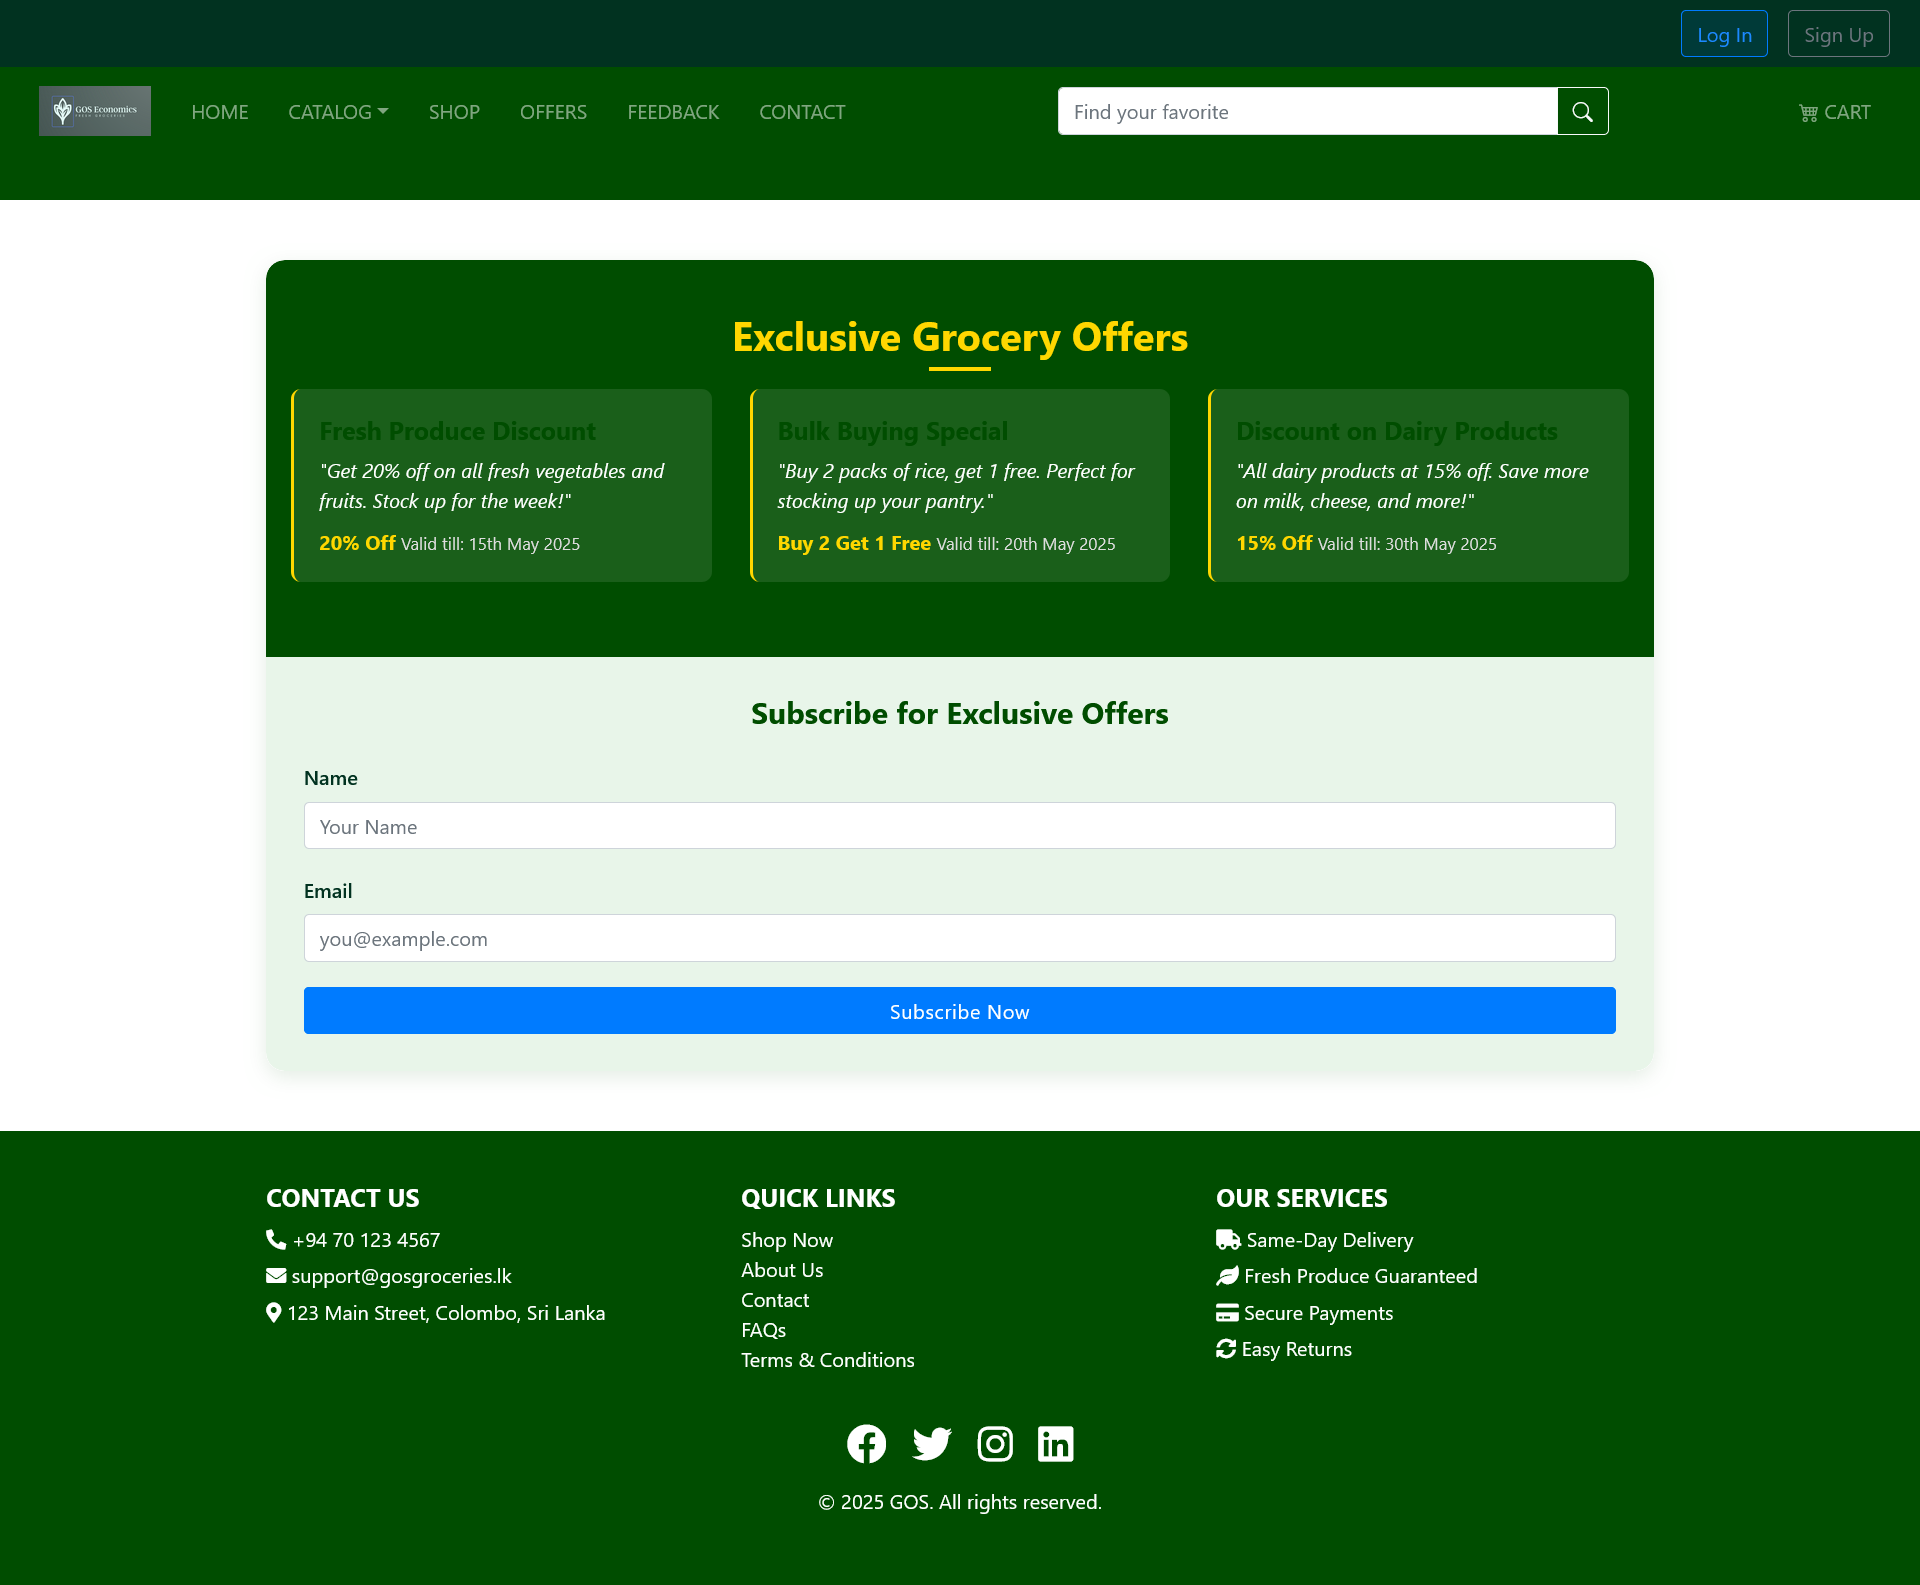 Log In
Sign Up
GOS Economics
FRESH GROCERIES
HOME
CATALOG
SHOP
OFFERS
FEEDBACK
CONTACT
Find your favorite
CART
Exclusive Grocery Offers
Fresh Produce Discount
"Get 20% off on all fresh vegetables and
fruits. Stock up for the week!"
20% Off Valid till: 15th May 2025
Bulk Buying Special
"Buy 2 packs of rice, get 1 free. Perfect for
stocking up your pantry."
Buy 2 Get 1 Free Valid till: 20th May 2025
Discount on Dairy Products
"All dairy products at 15% off. Save more
on milk, cheese, and more!"
15% Off Valid till: 30th May 2025
Subscribe for Exclusive Offers
Name
Your Name
Email
you@example.com
Subscribe Now
CONTACT US
+94 70 123 4567
support@gosgroceries.lk
123 Main Street, Colombo, Sri Lanka
QUICK LINKS
Shop Now
About Us
Contact
FAQs
Terms & Conditions
OUR SERVICES
Same-Day Delivery
Fresh Produce Guaranteed
Secure Payments
Easy Returns
© 2025 GOS. All rights reserved.